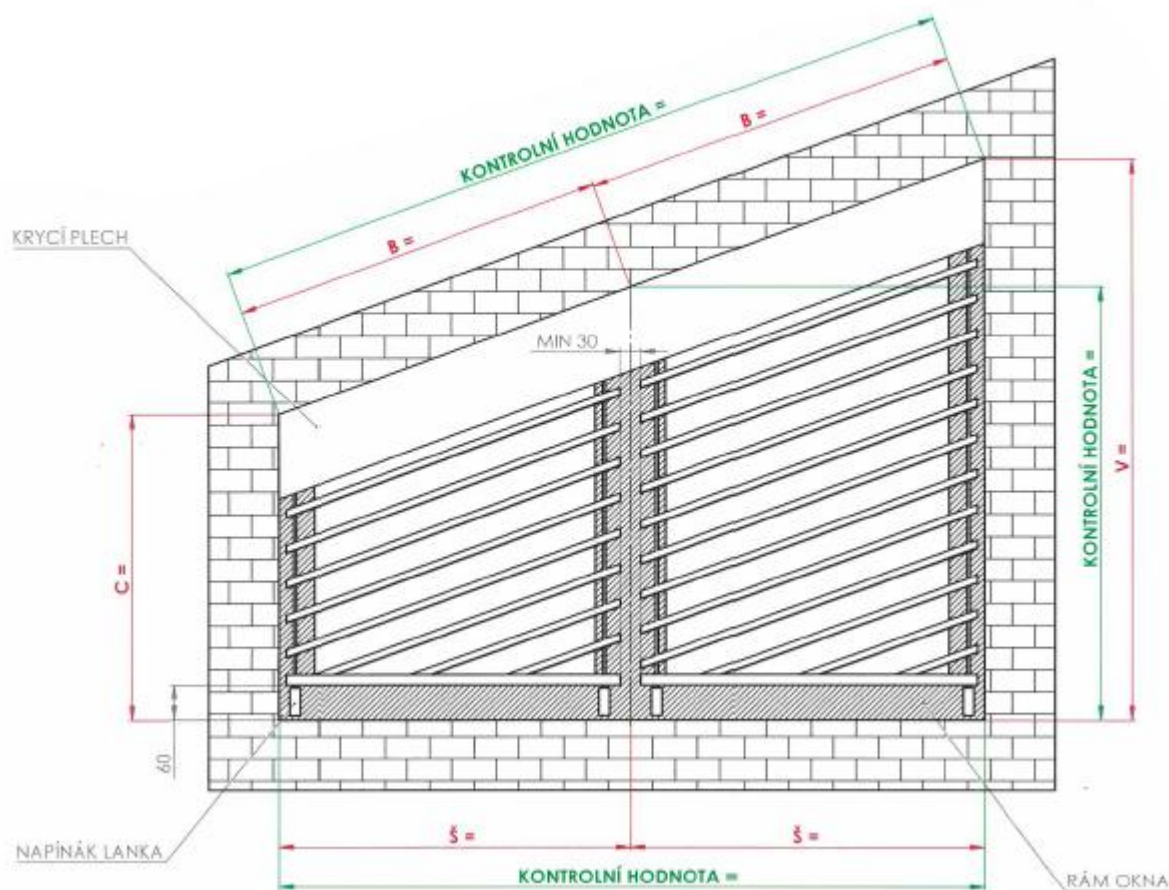 KONTROLNÍ HODNOTA =
B =
B =
KRYCÍ PLECH
MIN 30
KONTROLNÍ HODNOTA =
V =
C =
60
Š =
Š =
NAPÍNÁK LANKA
KONTROLNÍ HODNOTA =
RÁM OKNA